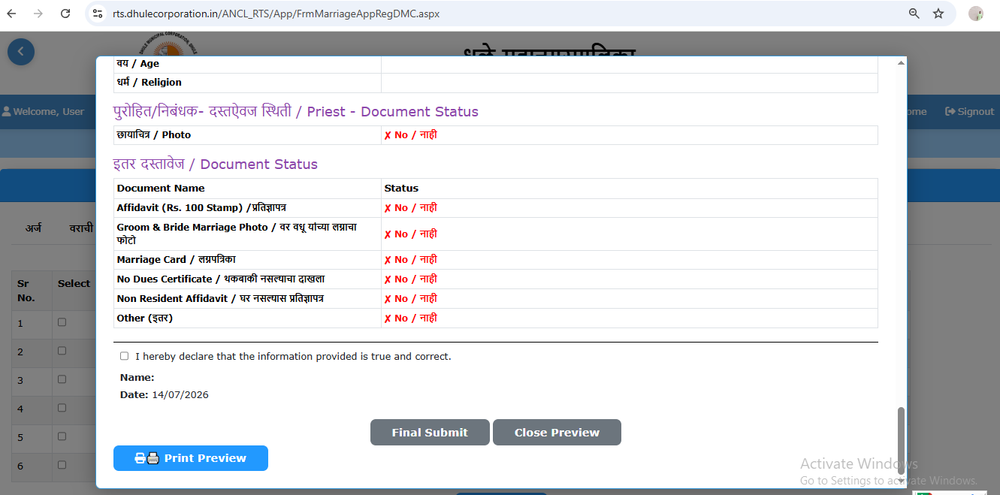 rts.dhulecorporation.in/ANCL_RTS/App/FrmMarriageAppRegDMC.aspx
Welcome, User
Signout
वय / Age
धर्म / Religion
पुरोहित/निबंधक- दस्तऐवज स्थिती / Priest - Document Status
छायाचित्र / Photo ✗ No / नाही
इतर दस्तावेज / Document Status
Document Name Status
Affidavit (Rs. 100 Stamp) /प्रतिज्ञापत्र ✗ No / नाही
Groom & Bride Marriage Photo / वर वधू यांच्या लग्नाचा
फोटो ✗ No / नाही
Marriage Card / लग्नपत्रिका ✗ No / नाही
No Dues Certificate / थकबाकी नसल्याचा दाखला ✗ No / नाही
Non Resident Affidavit / घर नसल्यास प्रतिज्ञापत्र ✗ No / नाही
Other (इतर) ✗ No / नाही
I hereby declare that the information provided is true and correct.
Name:
Date: 14/07/2026
Final Submit Close Preview
Print Preview
अर्ज वराची
Sr
No. Select
1
2
3
4
5
6
Activate Windows
Go to Settings to activate Windows.